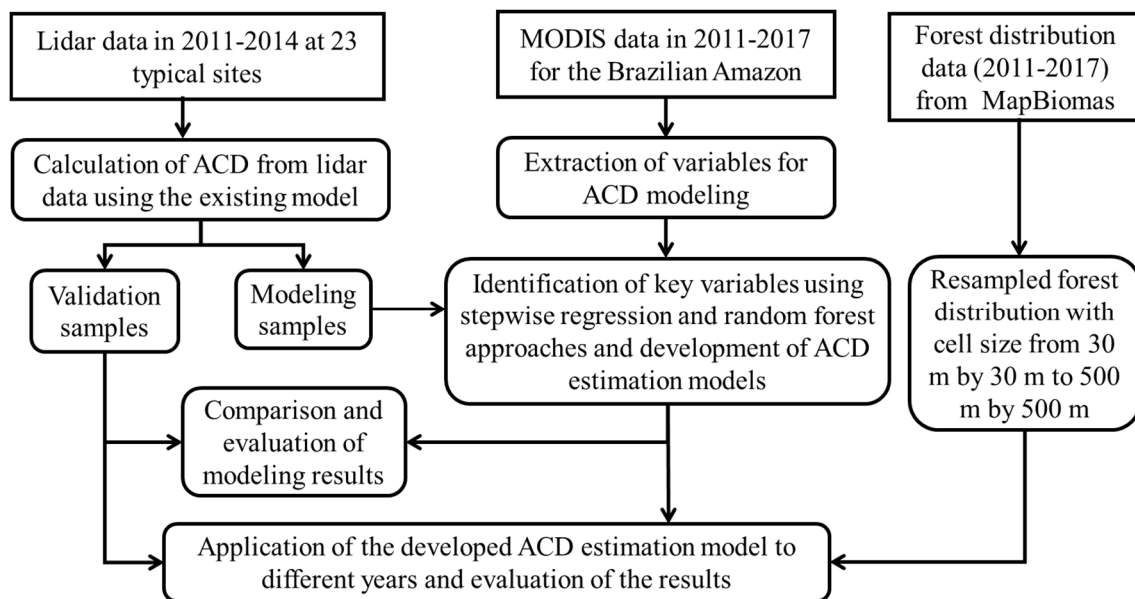 Lidar data in 2011-2014 at 23
typical sites
MODIS data in 2011-2017
for the Brazilian Amazon
Forest distribution
data (2011-2017)
from MapBiomas
Calculation of ACD from lidar
data using the existing model
Extraction of variables for
ACD modeling
Validation
samples
Modeling
samples
Identification of key variables using
stepwise regression and random forest
approaches and development of ACD
estimation models
Resampled forest
distribution with
cell size from 30
m by 30 m to 500
m by 500 m
Comparison and
evaluation of
modeling results
Application of the developed ACD estimation model to
different years and evaluation of the results